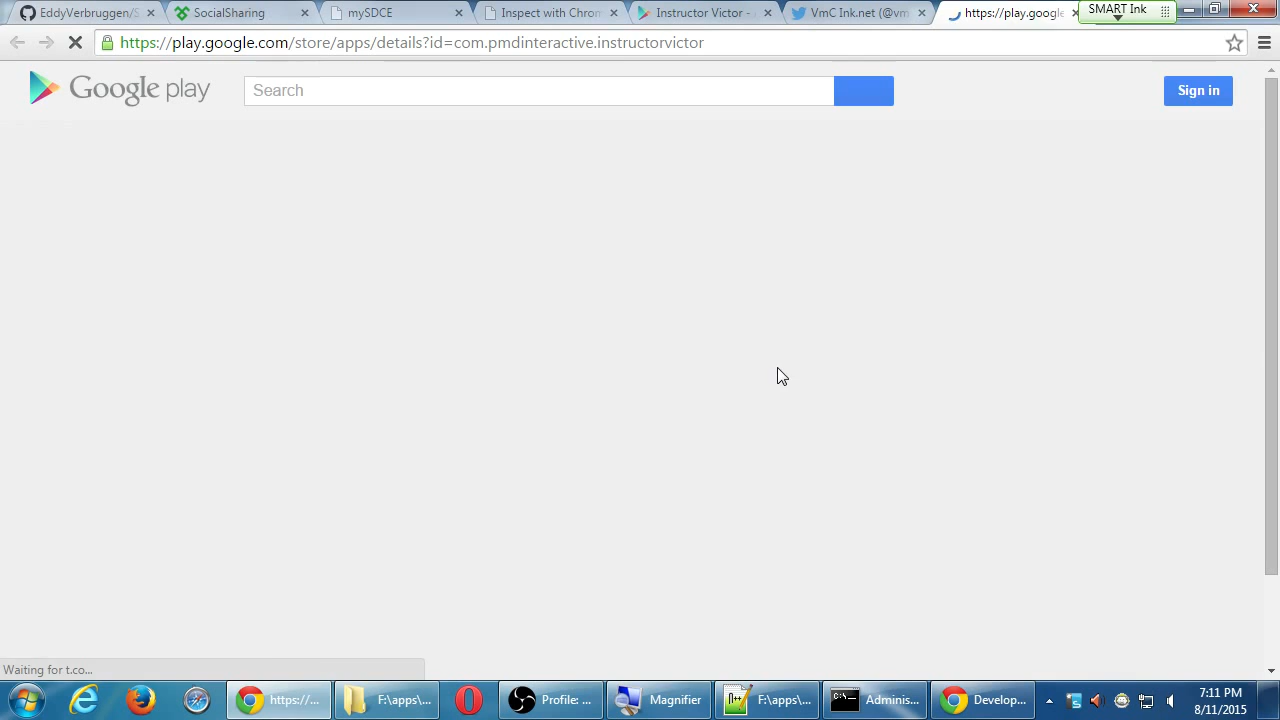 EddyVerbruggen/S
SocialSharing
mySDCE
Inspect with Chrom
Instructor Victor -
VmC Ink.net (@vm
https://play.google
SMART Ink
https://play.google.com/store/apps/details?id=com.pmdinteractive.instructorvictor
Google play
Search
Sign in
Waiting for t.co...
https://...
F:\apps\...
Profile: ...
Magnifier
F:\apps\...
Adminis...
Develop...
7:11 PM
8/11/2015